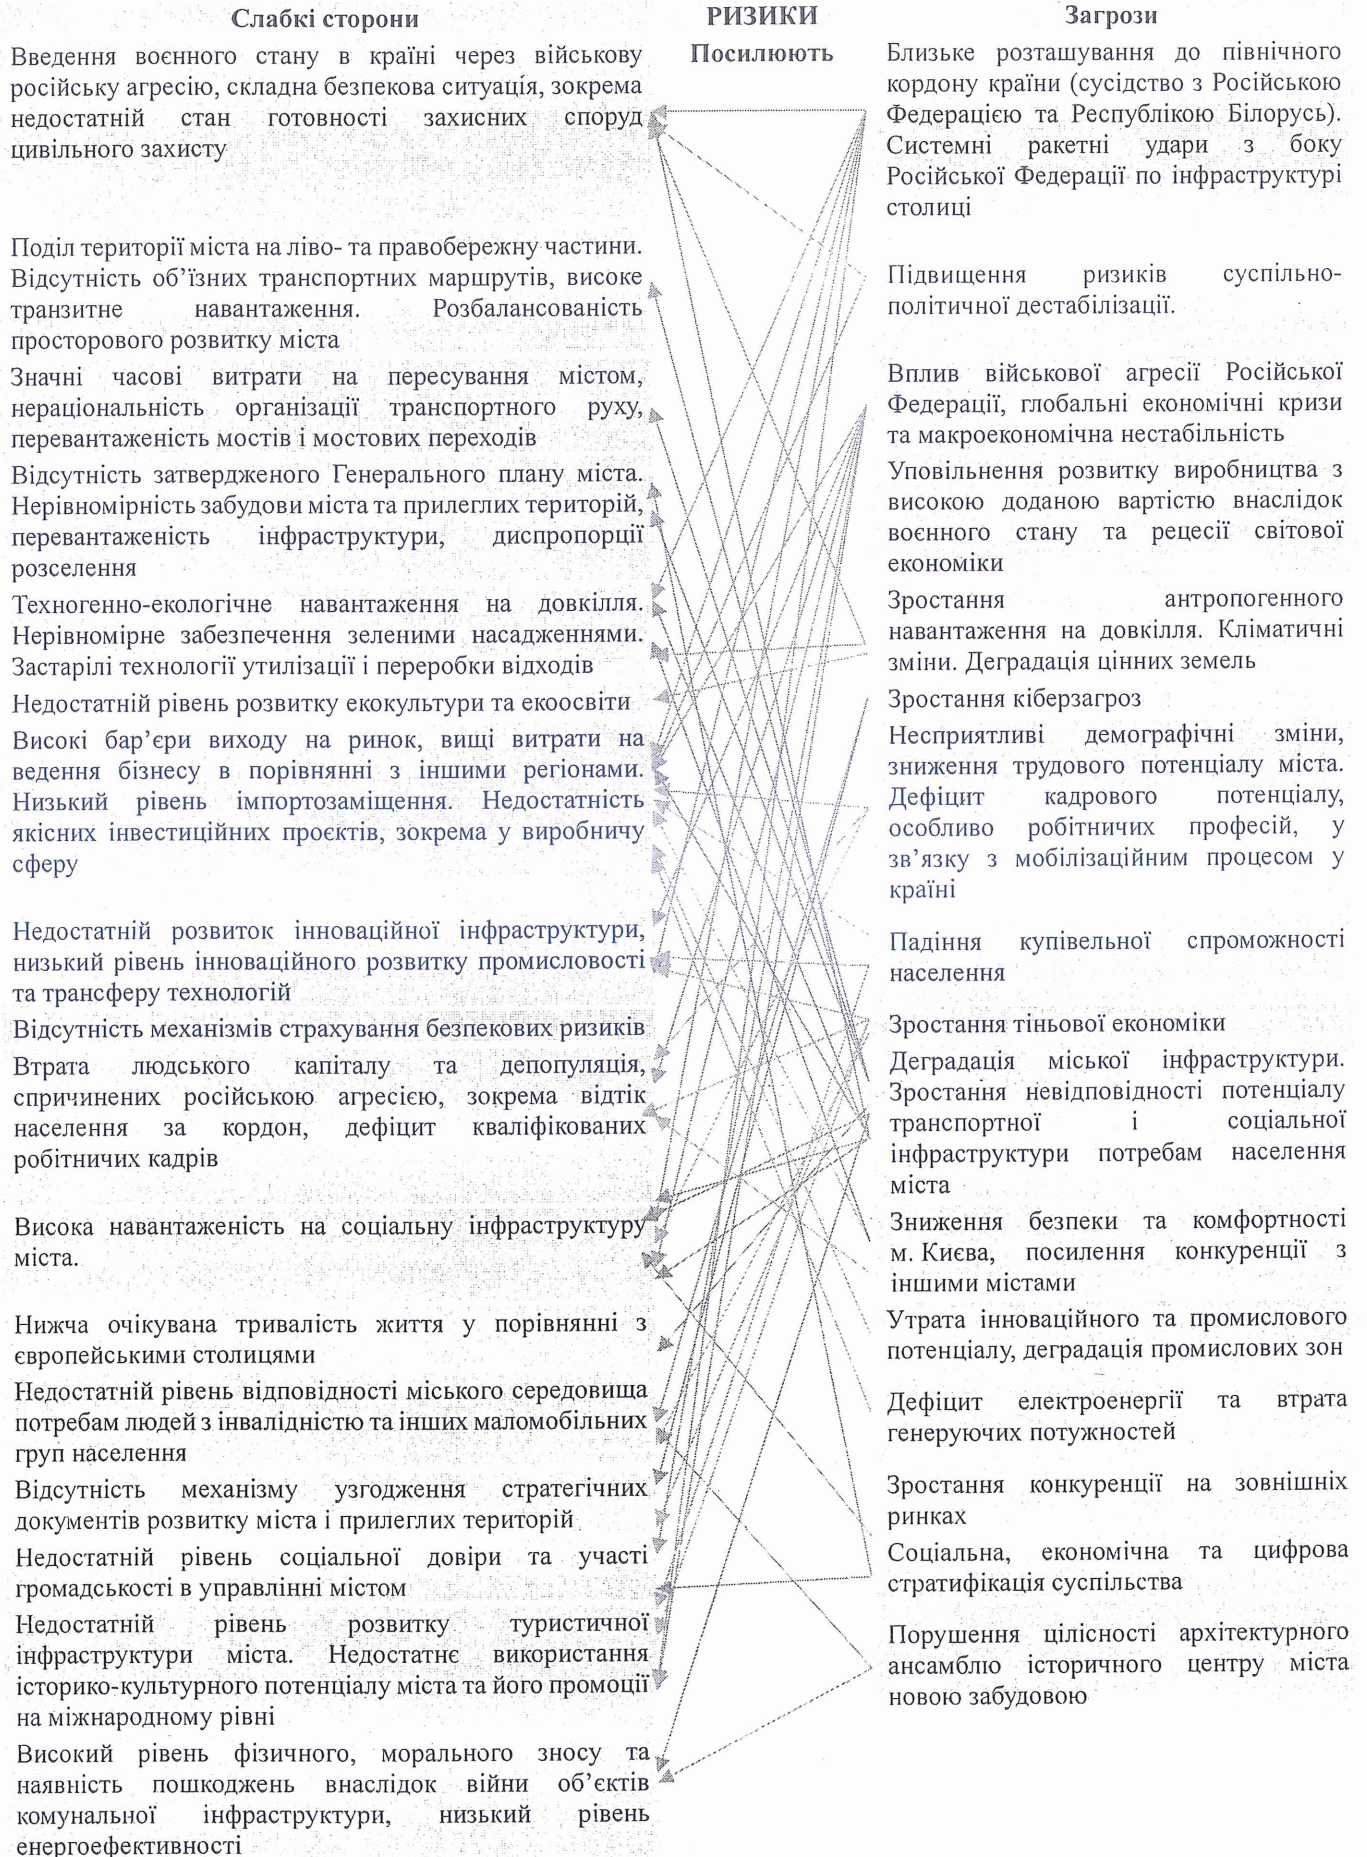 Слабкі сторони
Введення воєнного стану в країні через військову
російську агресію, складна безпекова ситуація, зокрема
недостатній стан готовності захисних споруд
цивільного захисту
Поділ території міста на ліво- та правобережну частини.
Відсутність об’їзних транспортних маршрутів, високе
транзитне навантаження. Розбалансованість
просторового розвитку міста
Значні часові витрати на пересування містом,
нераціональність організації транспортного руху,
перевантаженість мостів і мостових переходів
Відсутність затвердженого Генерального плану міста.
Нерівномірність забудови міста та прилеглих територій,
перевантаженість інфраструктури, диспропорції
розселення
Техногенно-екологічне навантаження на довкілля.
Нерівномірне забезпечення зеленими насадженнями.
Застарілі технології утилізації і переробки відходів
Недостатній рівень розвитку екокультури та екоосвіти
Високі бар’єри виходу на ринок, вищі витрати на
ведення бізнесу в порівнянні з іншими регіонами.
Низький рівень імпортозаміщення. Недостатність
якісних інвестиційних проєктів, зокрема у виробничу
сферу
Недостатній розвиток інноваційної інфраструктури,
низький рівень інноваційного розвитку промисловості
та трансферу технологій
Відсутність механізмів страхування безпекових ризиків
Втрата людського капіталу та депопуляція,
спричинених російською агресією, зокрема відтік
населення за кордон, дефіцит кваліфікованих
робітничих кадрів
Висока навантаженість на соціальну інфраструктуру
міста.
Нижча очікувана тривалість життя у порівнянні з
європейськими столицями
Недостатній рівень відповідності міського середовища
потребам людей з інвалідністю та інших маломобільних
груп населення
Відсутність механізму узгодження стратегічних
документів розвитку міста і прилеглих територій
Недостатній рівень соціальної довіри та участі
громадськості в управлінні містом
Недостатній рівень розвитку туристичної
інфраструктури міста. Недостатнє використання
історико-культурного потенціалу міста та його промоції
на міжнародному рівні
Високий рівень фізичного, морального зносу та
наявність пошкоджень внаслідок війни об’єктів
комунальної інфраструктури, низький рівень
енергоефективності
РИЗИКИ
Посилюють
Загрози
Близьке розташування до північного
кордону країни (сусідство з Російською
Федерацією та Республікою Білорусь).
Системні ракетні удари з боку
Російської Федерації по інфраструктурі
столиці
Підвищення ризиків суспільно-
політичної дестабілізації.
Вплив військової агресії Російської
Федерації, глобальні економічні кризи
та макроекономічна нестабільність
Уповільнення розвитку виробництва з
високою доданою вартістю внаслідок
воєнного стану та рецесії світової
економіки
Зростання антропогенного
навантаження на довкілля. Кліматичні
зміни. Деградація цінних земель
Зростання кіберзагроз
Несприятливі демографічні зміни,
зниження трудового потенціалу міста.
Дефіцит кадрового потенціалу,
особливо робітничих професій, у
зв’язку з мобілізаційним процесом у
країні
Падіння купівельної спроможності
населення
Зростання тіньової економіки
Деградація міської інфраструктури.
Зростання невідповідності потенціалу
транспортної і соціальної
інфраструктури потребам населення
міста
Зниження безпеки та комфортності
м. Києва, посилення конкуренції з
іншими містами
Утрата інноваційного та промислового
потенціалу, деградація промислових зон
Дефіцит електроенергії та втрата
генеруючих потужностей
Зростання конкуренції на зовнішніх
ринках
Соціальна, економічна та цифрова
стратифікація суспільства
Порушення цілісності архітектурного
ансамблю історичного центру міста
новою забудовою